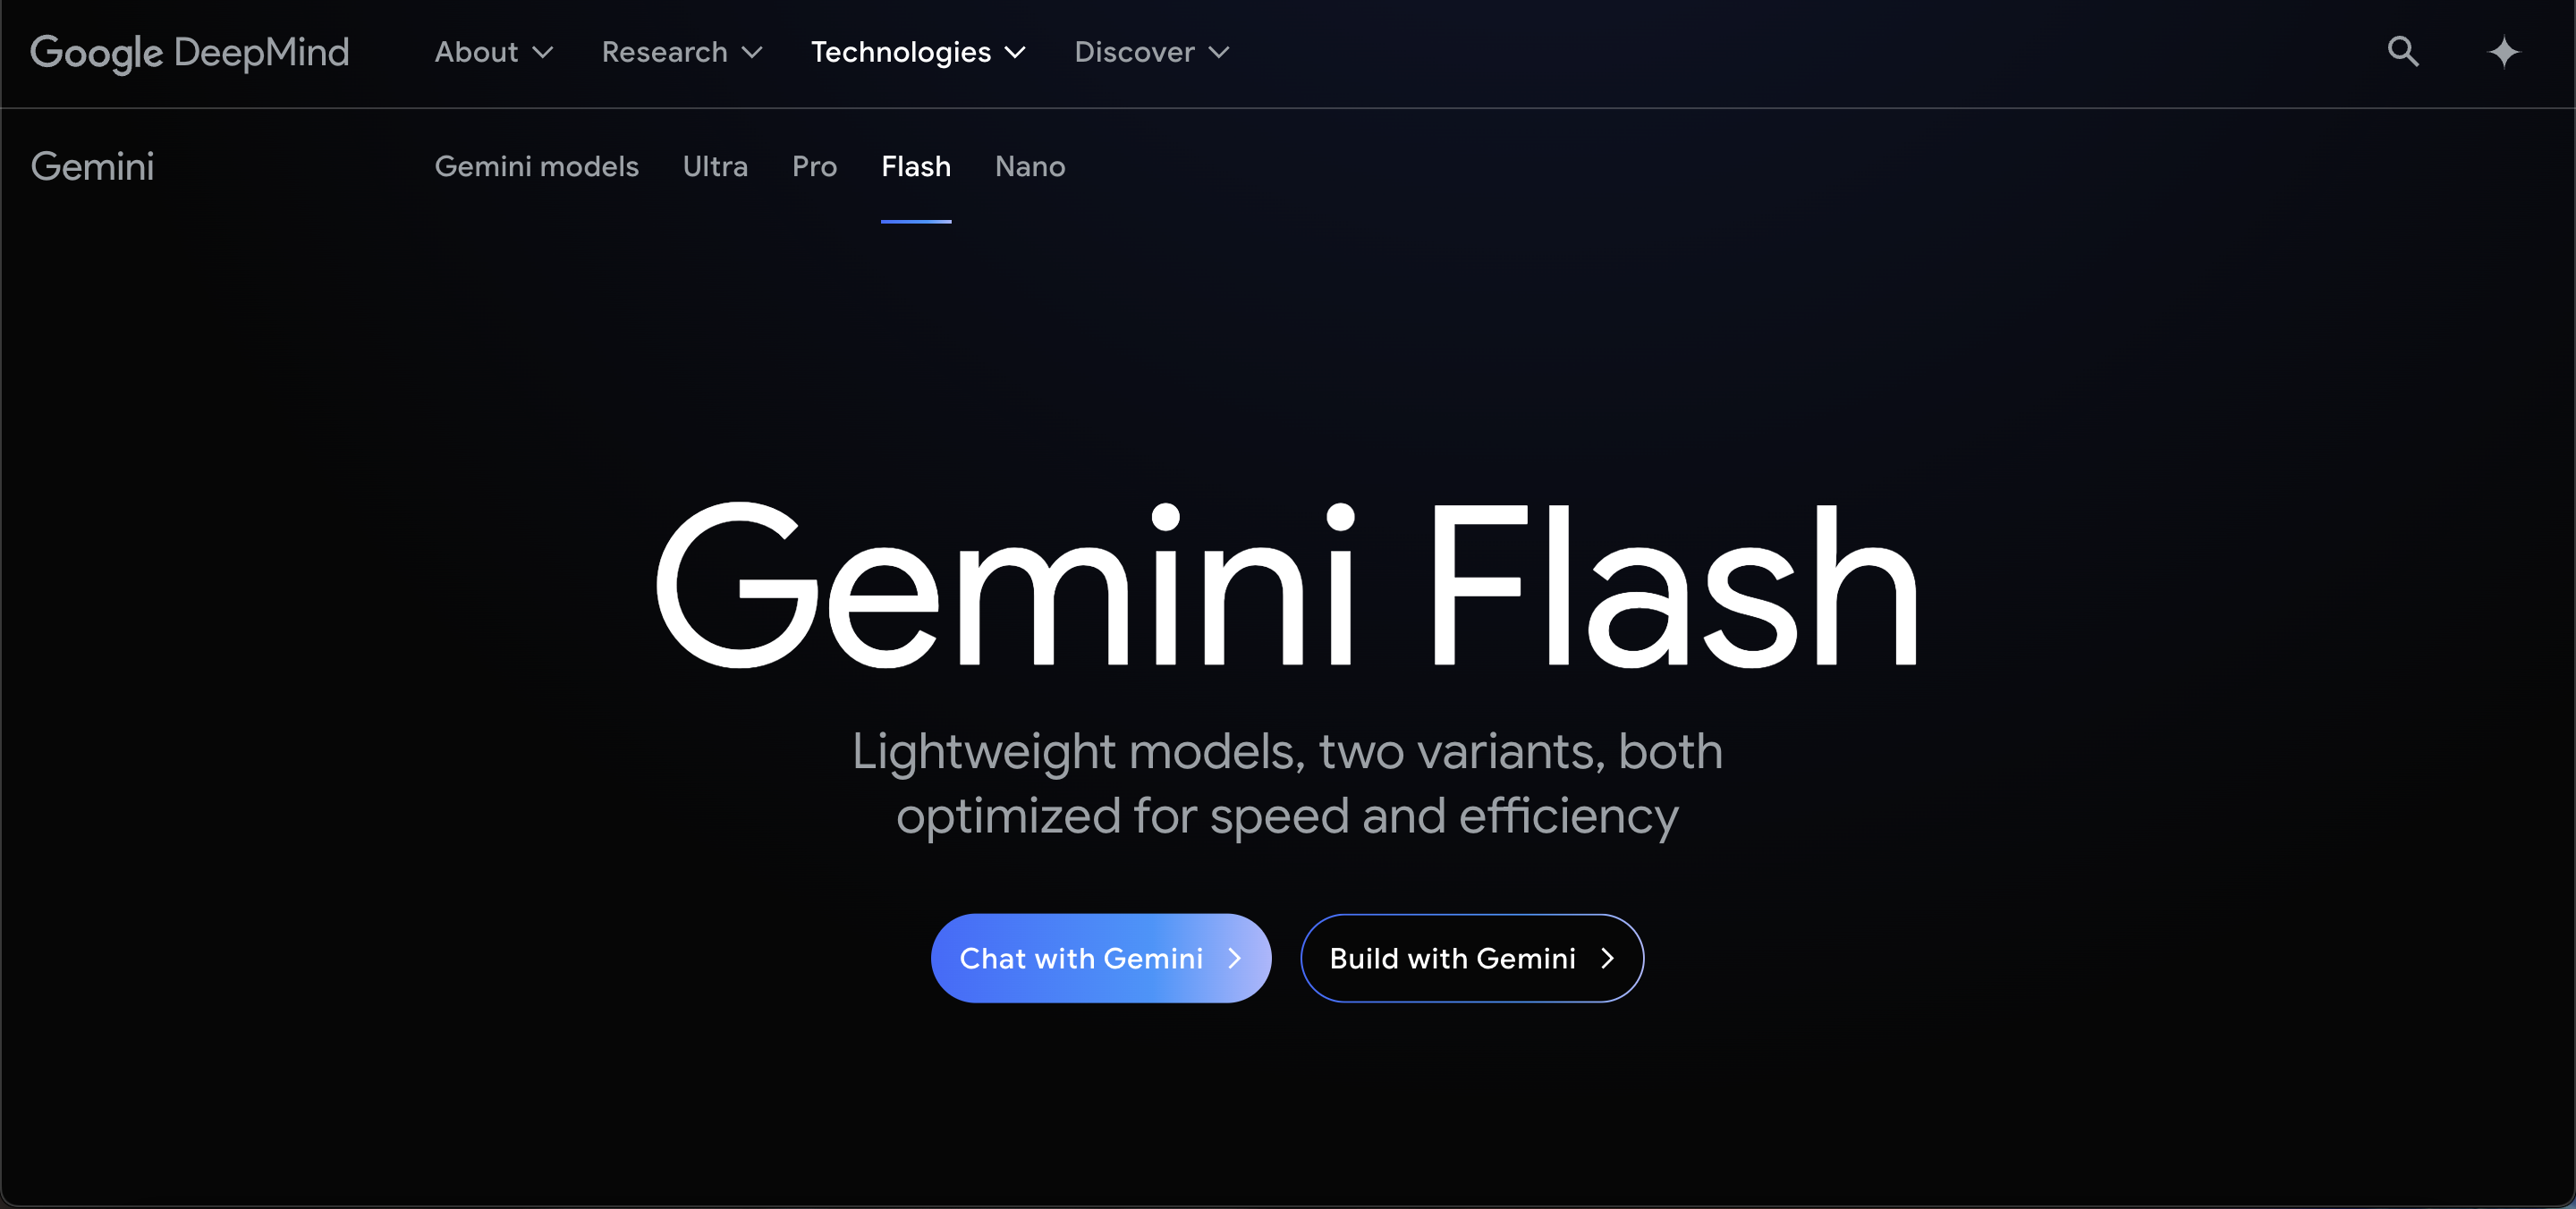 Google DeepMind About Research Technologies Discover
Gemini Gemini models Ultra Pro Flash Nano
Gemini Flash
Lightweight models, two variants, both
optimized for speed and efficiency
Chat with Gemini Build with Gemini